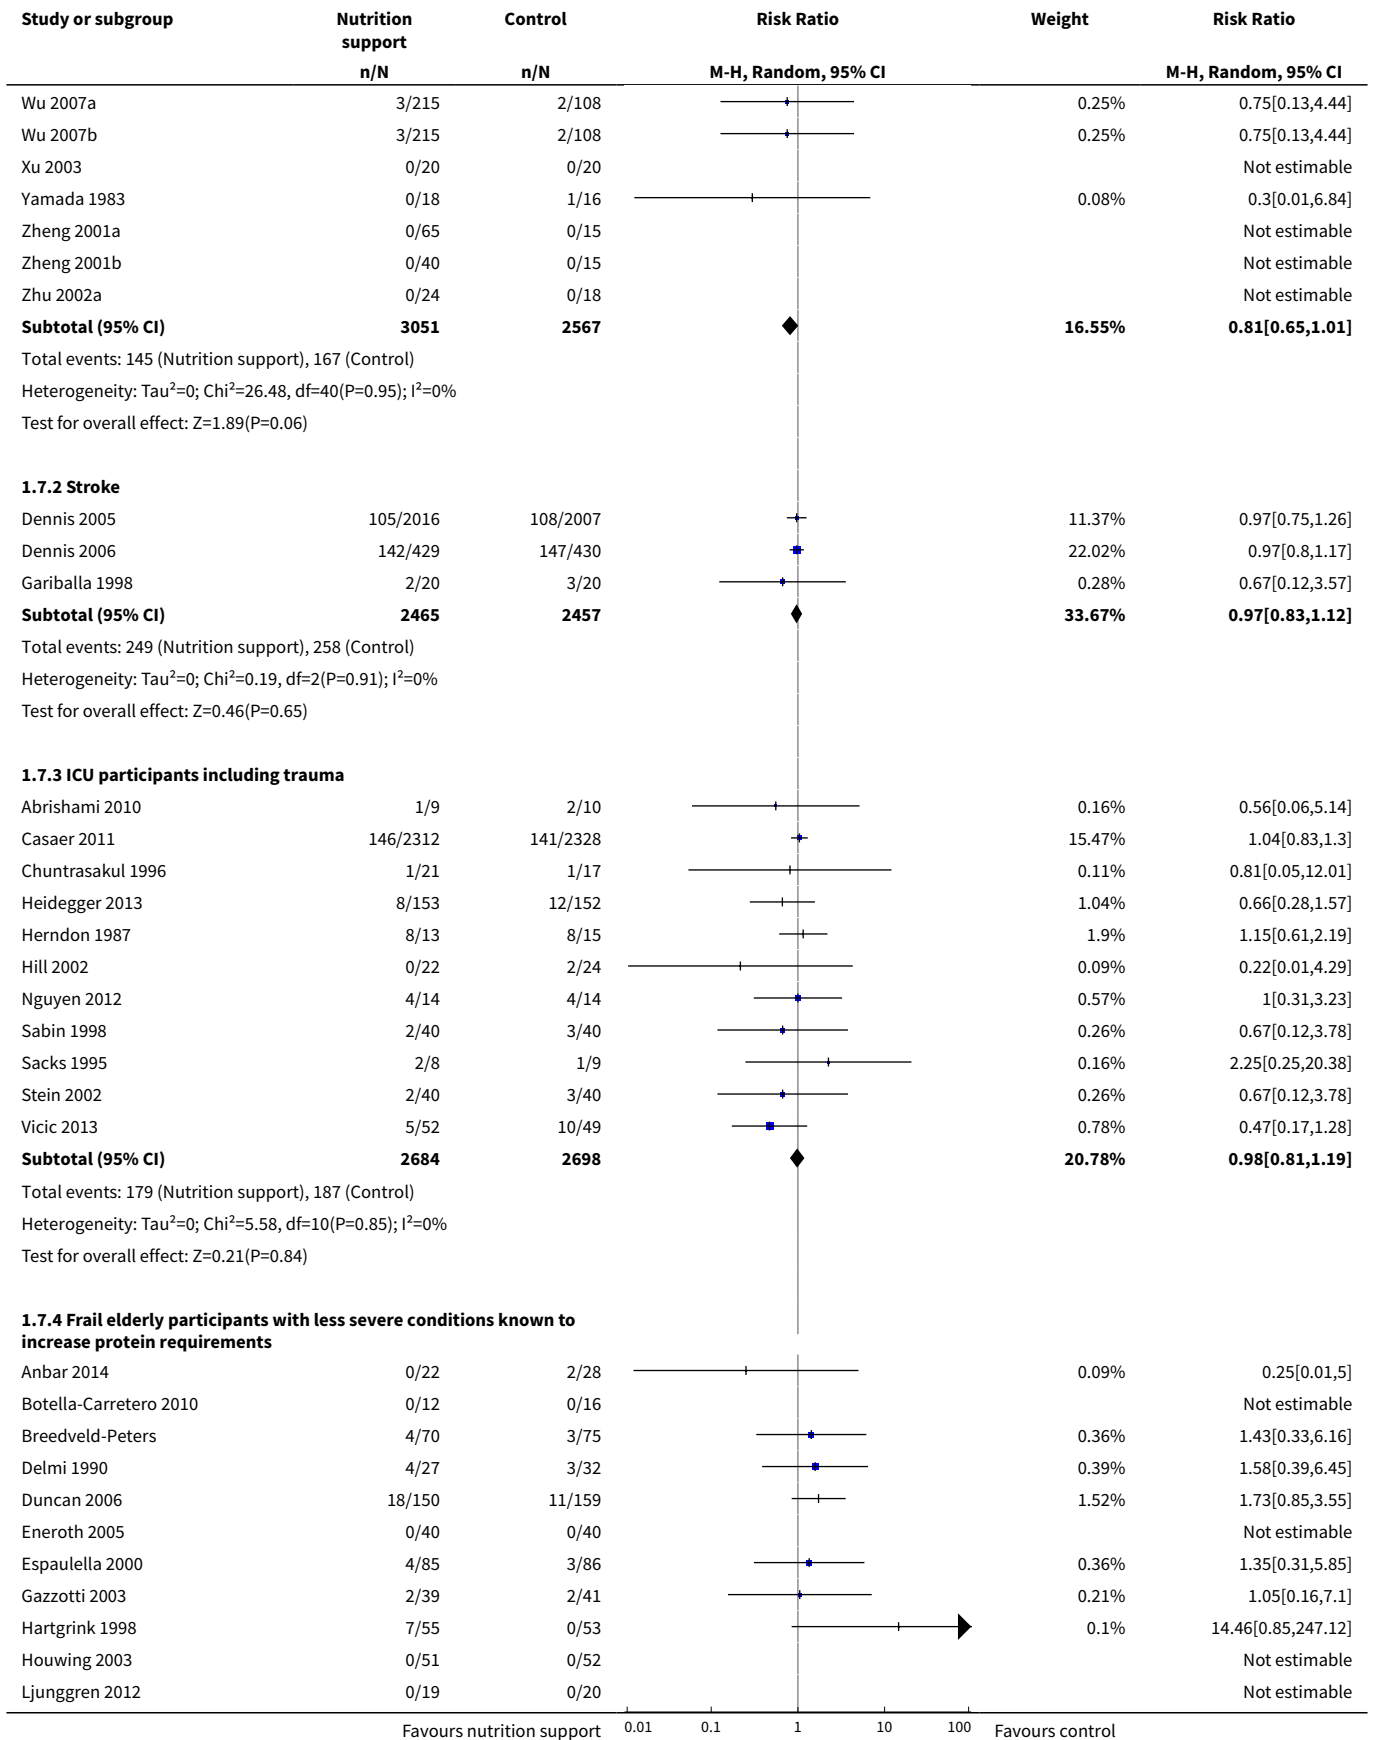 Study or subgroup Nutrition support Control Risk Ratio Weight Risk Ratio
n/N n/N M-H, Random, 95% CI M-H, Random, 95% CI
Wu 2007a 3/215 2/108 0.25% 0.75[0.13,4.44]
Wu 2007b 3/215 2/108 0.25% 0.75[0.13,4.44]
Xu 2003 0/20 0/20 Not estimable
Yamada 1983 0/18 1/16 0.08% 0.3[0.01,6.84]
Zheng 2001a 0/65 0/15 Not estimable
Zheng 2001b 0/40 0/15 Not estimable
Zhu 2002a 0/24 0/18 Not estimable
Subtotal (95% CI) 3051 2567 16.55% 0.81[0.65,1.01]
Total events: 145 (Nutrition support), 167 (Control)
Heterogeneity: Tau²=0; Chi²=26.48, df=40(P=0.95); I²=0%
Test for overall effect: Z=1.89(P=0.06)
1.7.2 Stroke
Dennis 2005 105/2016 108/2007 11.37% 0.97[0.75,1.26]
Dennis 2006 142/429 147/430 22.02% 0.97[0.8,1.17]
Gariballa 1998 2/20 3/20 0.28% 0.67[0.12,3.57]
Subtotal (95% CI) 2465 2457 33.67% 0.97[0.83,1.12]
Total events: 249 (Nutrition support), 258 (Control)
Heterogeneity: Tau²=0; Chi²=0.19, df=2(P=0.91); I²=0%
Test for overall effect: Z=0.46(P=0.65)
1.7.3 ICU participants including trauma
Abrishami 2010 1/9 2/10 0.16% 0.56[0.06,5.14]
Casaer 2011 146/2312 141/2328 15.47% 1.04[0.83,1.3]
Chuntrasakul 1996 1/21 1/17 0.11% 0.81[0.05,12.01]
Heidegger 2013 8/153 12/152 1.04% 0.66[0.28,1.57]
Herndon 1987 8/13 8/15 1.9% 1.15[0.61,2.19]
Hill 2002 0/22 2/24 0.09% 0.22[0.01,4.29]
Nguyen 2012 4/14 4/14 0.57% 1[0.31,3.23]
Sabin 1998 2/40 3/40 0.26% 0.67[0.12,3.78]
Sacks 1995 2/8 1/9 0.16% 2.25[0.25,20.38]
Stein 2002 2/40 3/40 0.26% 0.67[0.12,3.78]
Vicic 2013 5/52 10/49 0.78% 0.47[0.17,1.28]
Subtotal (95% CI) 2684 2698 20.78% 0.98[0.81,1.19]
Total events: 179 (Nutrition support), 187 (Control)
Heterogeneity: Tau²=0; Chi²=5.58, df=10(P=0.85); I²=0%
Test for overall effect: Z=0.21(P=0.84)
1.7.4 Frail elderly participants with less severe conditions known to
increase protein requirements
Anbar 2014 0/22 2/28 0.09% 0.25[0.01,5]
Botella-Carretero 2010 0/12 0/16 Not estimable
Breedveld-Peters 4/70 3/75 0.36% 1.43[0.33,6.16]
Delmi 1990 4/27 3/32 0.39% 1.58[0.39,6.45]
Duncan 2006 18/150 11/159 1.52% 1.73[0.85,3.55]
Eneroth 2005 0/40 0/40 Not estimable
Espaulella 2000 4/85 3/86 0.36% 1.35[0.31,5.85]
Gazzotti 2003 2/39 2/41 0.21% 1.05[0.16,7.1]
Hartgrink 1998 7/55 0/53 0.1% 14.46[0.85,247.12]
Houwing 2003 0/51 0/52 Not estimable
Ljunggren 2012 0/19 0/20 Not estimable
Favours nutrition support 0.01 0.1 1 10 100 Favours control